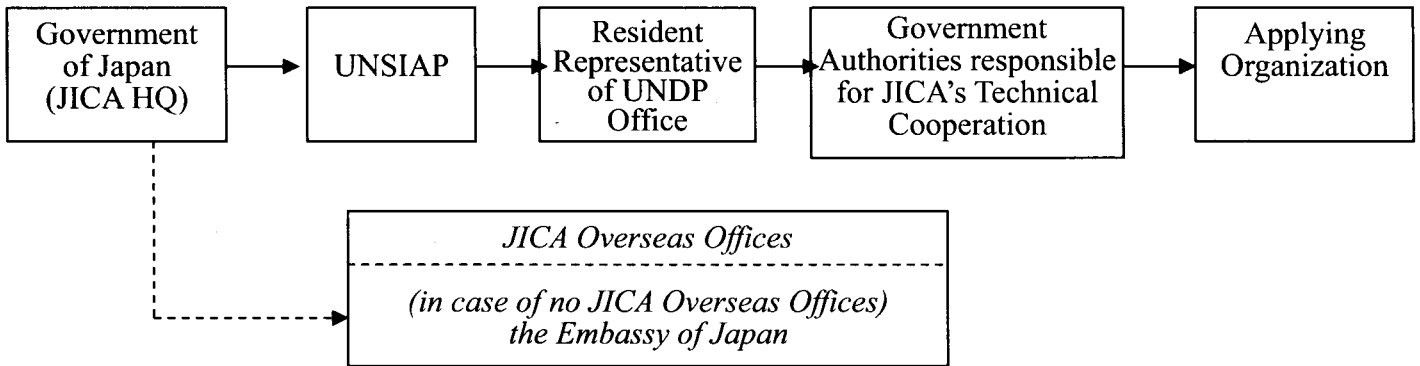 Government
of Japan
(JICA HQ)
UNSIAP
Resident
Representative
of UNDP
Office
Government
Authorities responsible
for JICA's Technical
Cooperation
Applying
Organization
JICA Overseas Offices
(in case of no JICA Overseas Offices)
the Embassy of Japan